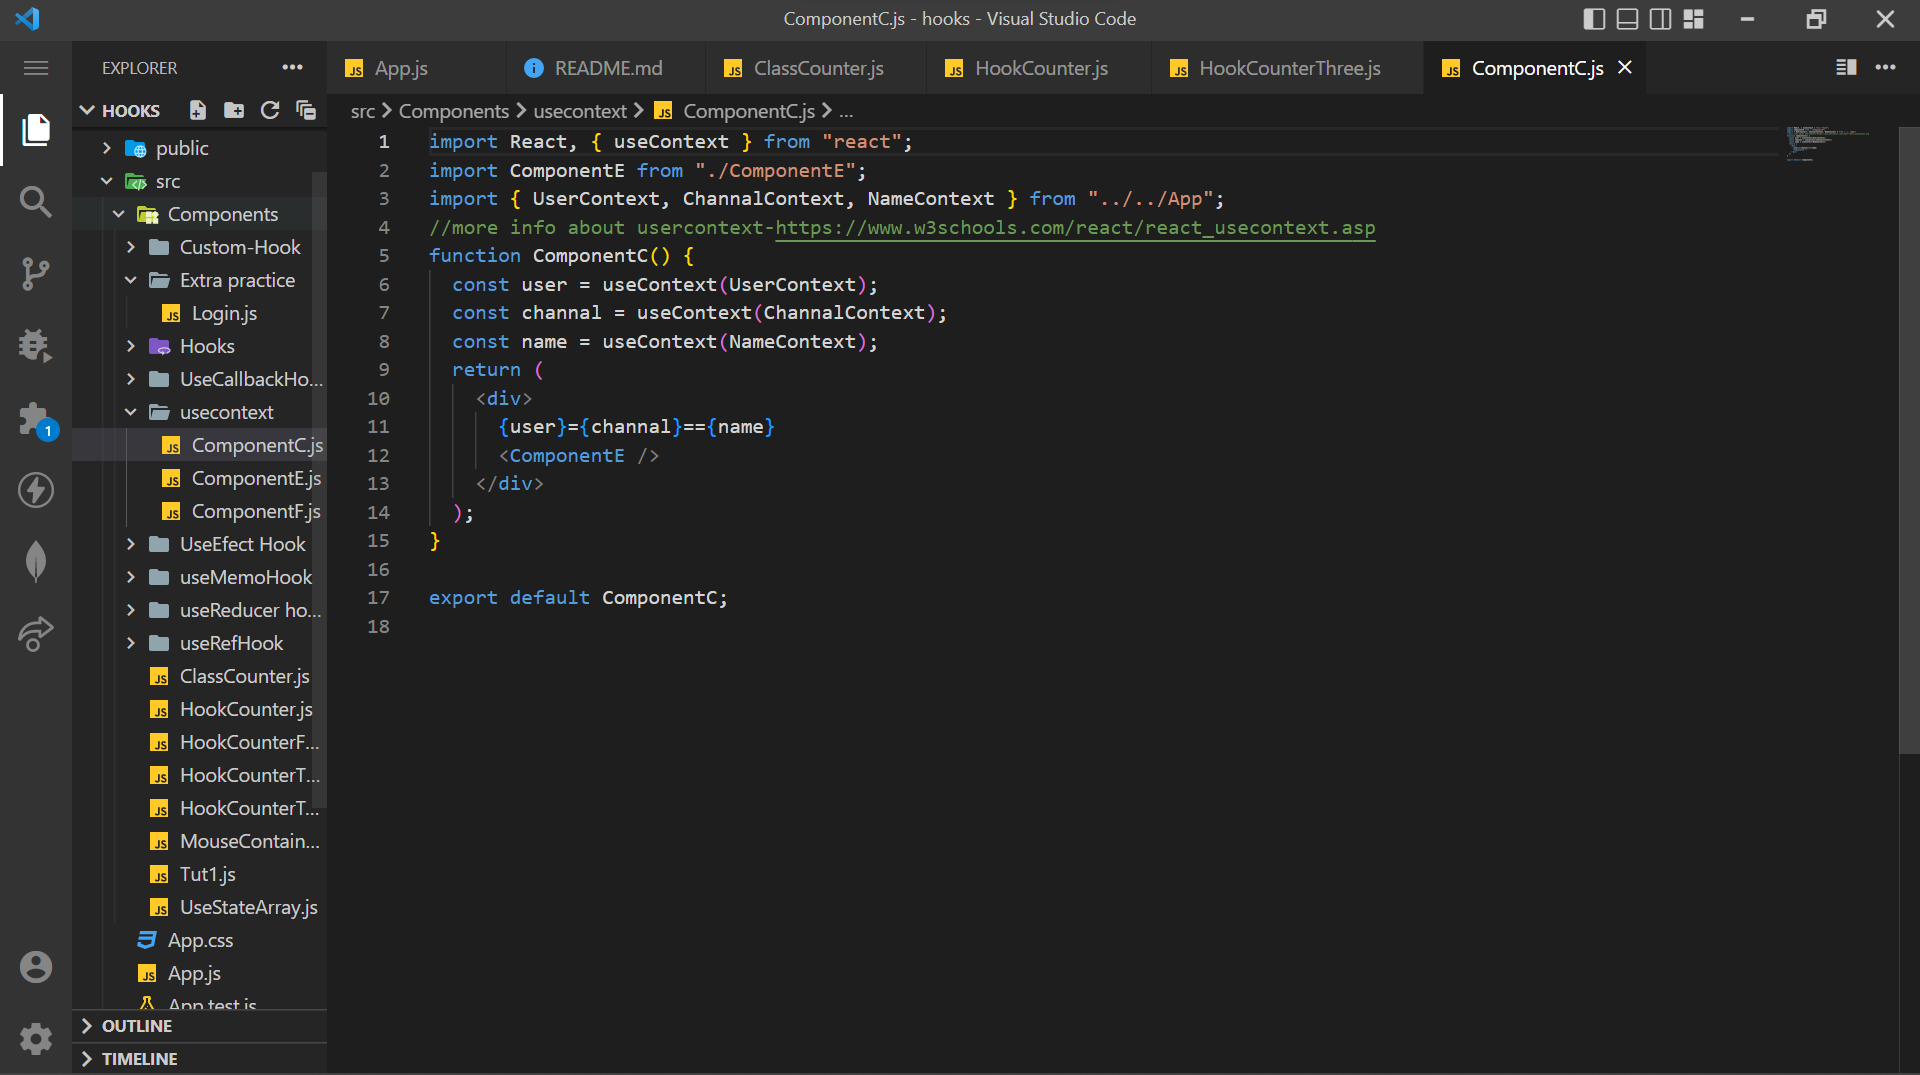 ComponentC.js - hooks - Visual Studio Code
EXPLORER
App.js
README.md
ClassCounter.js
HookCounter.js
HookCounterThree.js
ComponentC.js
HOOKS
src > Components > usecontext > ComponentC.js > ...
public
src
Components
Custom-Hook
Extra practice
Login.js
Hooks
UseCallbackHo...
usecontext
ComponentC.js
ComponentE.js
ComponentF.js
UseEfect Hook
useMemoHook
useReducer ho...
useRefHook
ClassCounter.js
HookCounter.js
HookCounterF...
HookCounterT...
HookCounterT...
MouseContain...
Tut1.js
UseStateArray.js
App.css
App.js
App.test.js
OUTLINE
TIMELINE
1
1 import React, { useContext } from "react";
2 import ComponentE from "./ComponentE";
3 import { UserContext, ChannalContext, NameContext } from "../../App";
4 //more info about usercontext-https://www.w3schools.com/react/react_usecontext.asp
5 function ComponentC() {
6 const user = useContext(UserContext);
7 const channal = useContext(ChannalContext);
8 const name = useContext(NameContext);
9 return (
10 <div>
11 {user}={channal}=={name}
12 <ComponentE />
13 </div>
14 );
15 }
16
17 export default ComponentC;
18